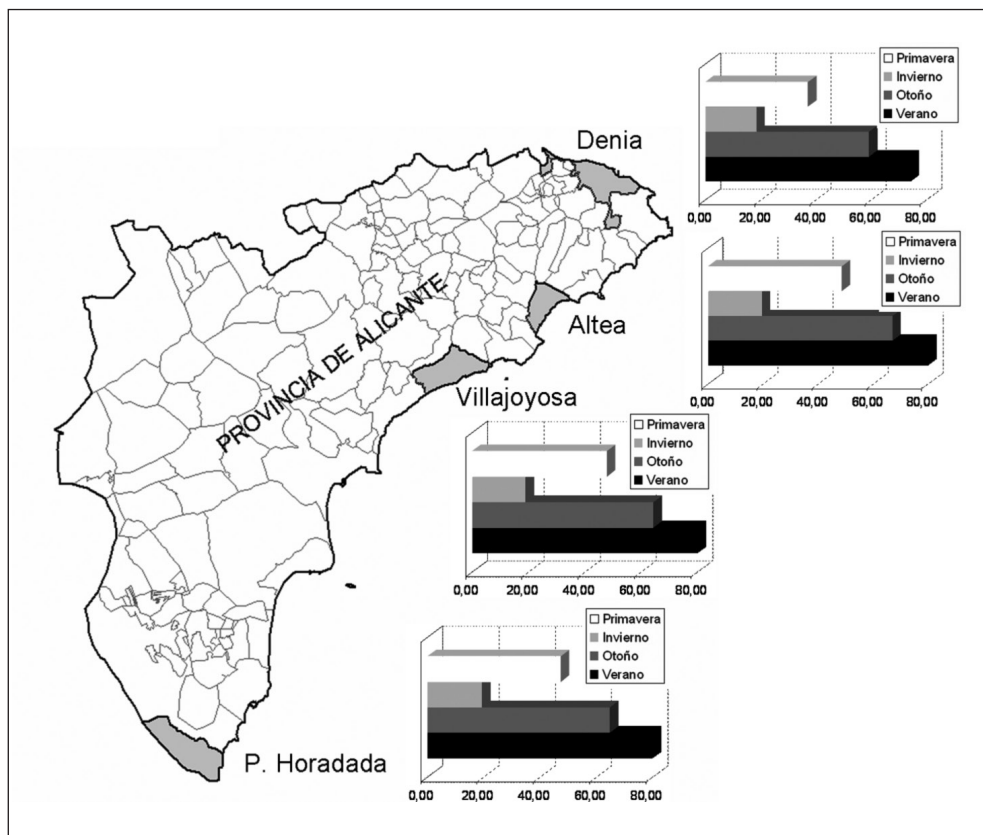 Primavera
Invierno
Otoño
Verano
0,00 20,00 40,00 60,00 80,00
Denia
Primavera
Invierno
Otoño
Verano
0,00 20,00 40,00 60,00 80,00
Altea
PROVINCIA DE ALICANTE
Villajoyosa
Primavera
Invierno
Otoño
Verano
0,00 20,00 40,00 60,00 80,00
Primavera
Invierno
Otoño
Verano
0,00 20,00 40,00 60,00 80,00
P. Horadada